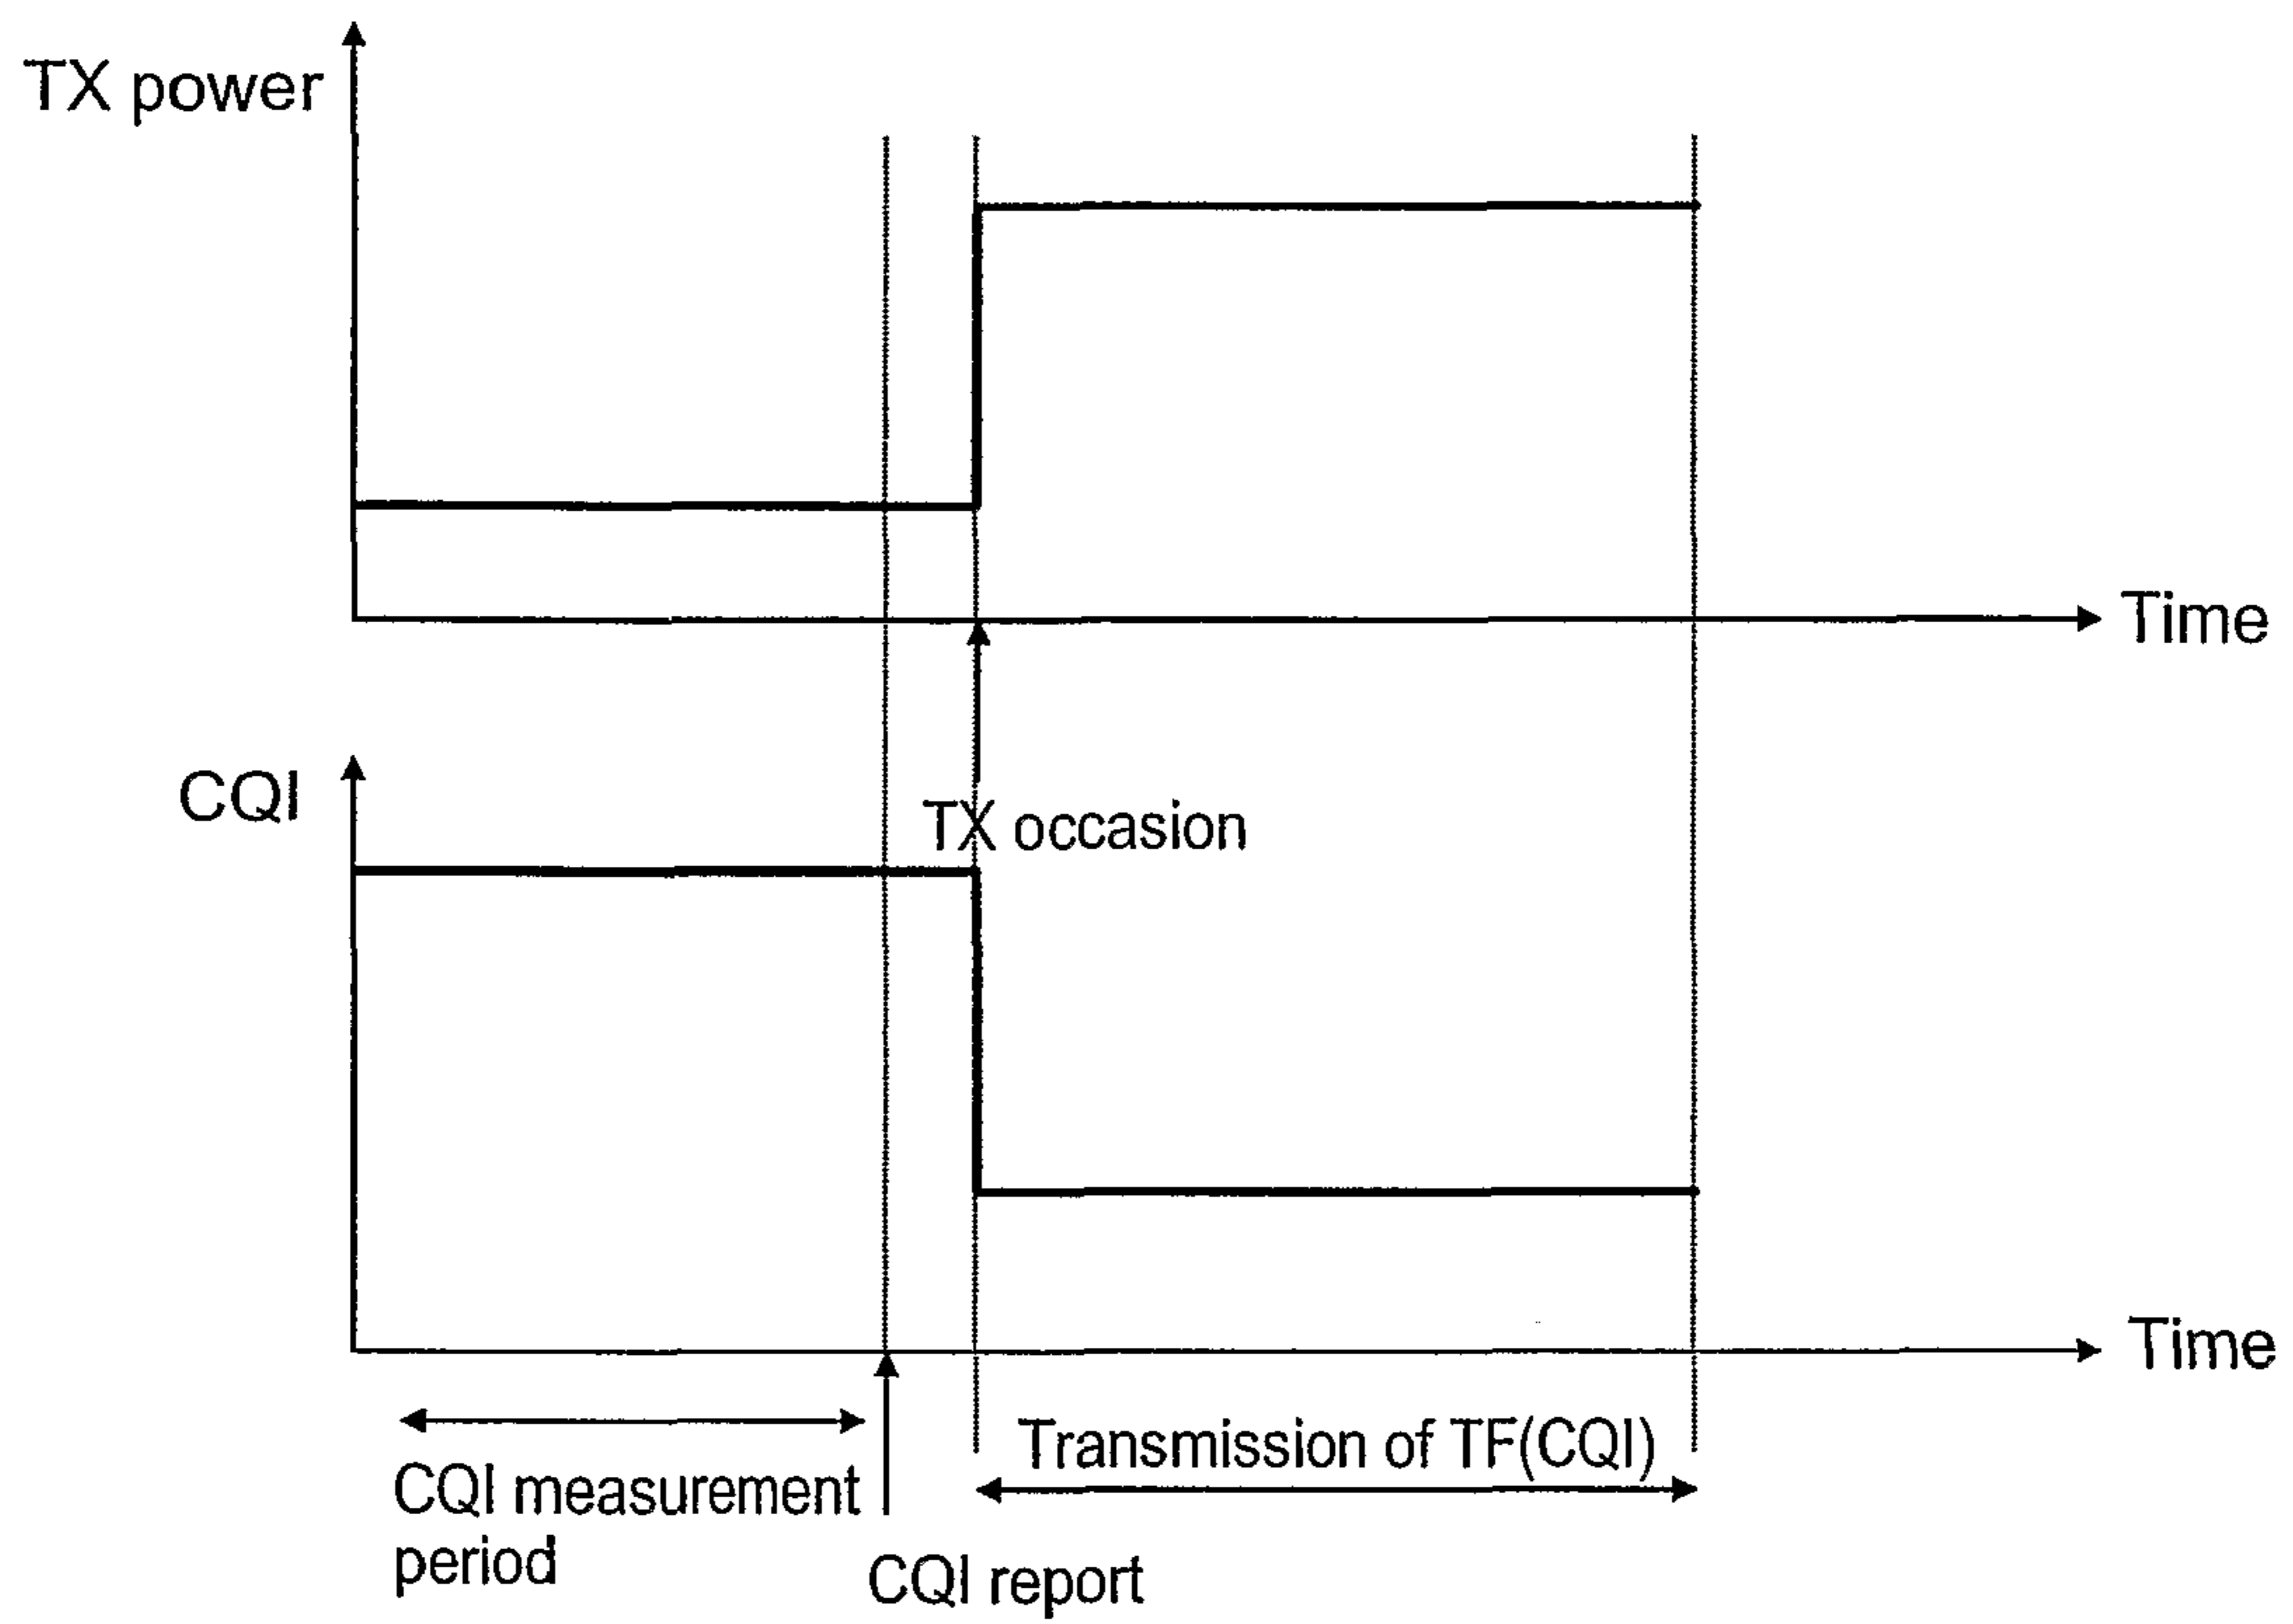 TX power
Time
CQI
TX occasion
Time
Transmission of TF(CQI)
CQI measurement
period
CQI report